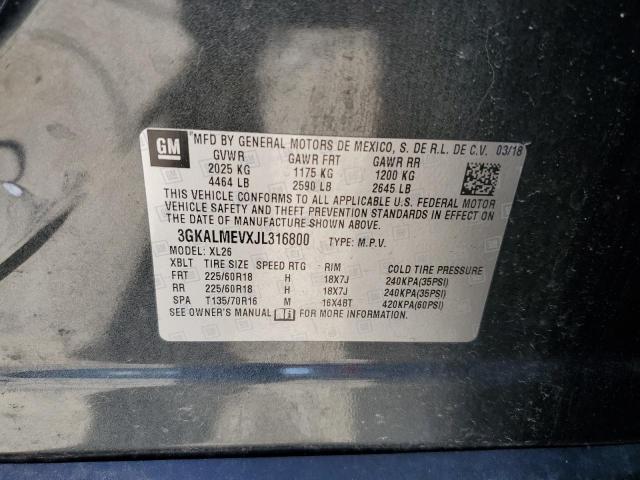 GM
MFD BY GENERAL MOTORS DE MEXICO, S. DE R.L. DE C.V. 03/18
GVWR GAWR FRT GAWR RR
2025 KG 1175 KG 1200 KG
4464 LB 2590 LB 2645 LB
THIS VEHICLE CONFORMS TO ALL APPLICABLE U.S. FEDERAL MOTOR
VEHICLE SAFETY AND THEFT PREVENTION STANDARDS IN EFFECT ON
THE DATE OF MANUFACTURE SHOWN ABOVE.
3GKALMEVXJL316800 TYPE: M.P.V.
MODEL: XL26
XBLT TIRE SIZE SPEED RTG RIM COLD TIRE PRESSURE
FRT 225/60R18 H 18X7J 240KPA(35PSI)
RR 225/60R18 H 18X7J 240KPA(35PSI)
SPA T135/70R16 M 16X4BT 420KPA(60PSI)
SEE OWNER'S MANUAL FOR MORE INFORMATION.